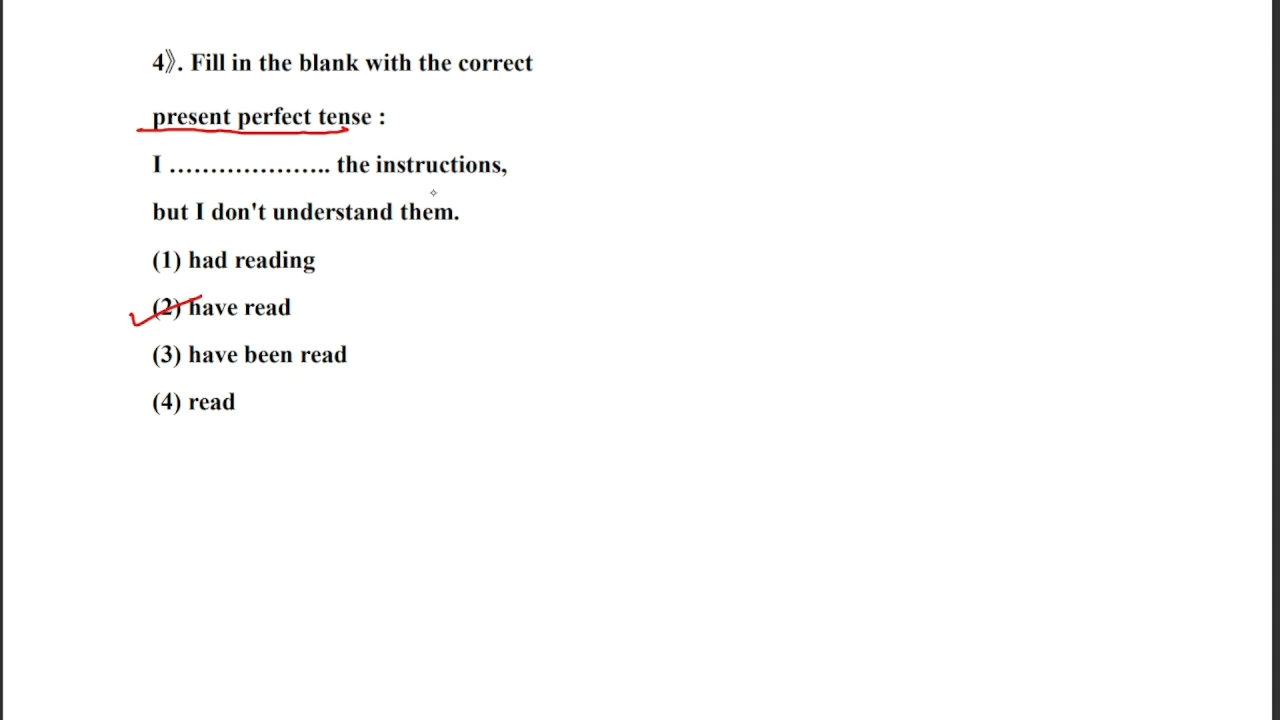 4》. Fill in the blank with the correct
present perfect tense :
I ………………….. the instructions,
but I don't understand them.
(1) had reading
(2) have read
(3) have been read
(4) read